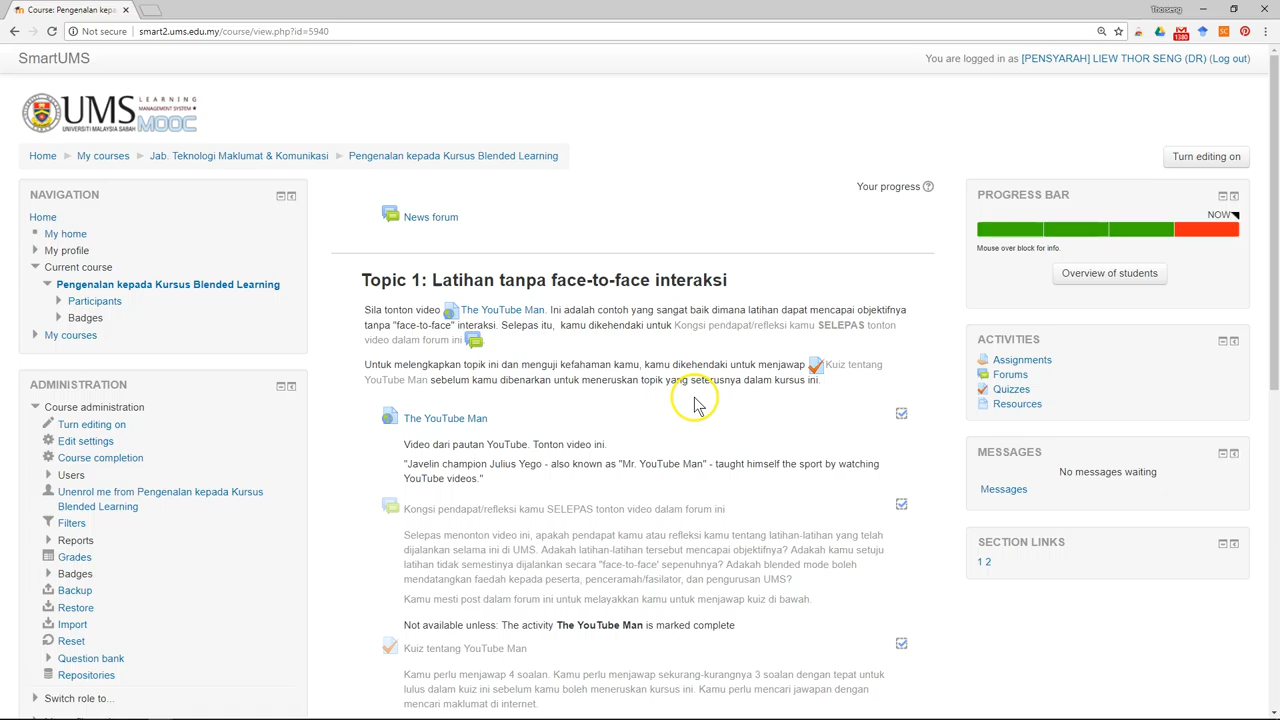 Course: Pengenalan kepa
Thorseng
Not secure
smart2.ums.edu.my/course/view.php?id=5940
1380
SmartUMS
You are logged in as [PENSYARAH] LIEW THOR SENG (DR) (Log out)
UMS LEARNING MANAGEMENT SYSTEM
UNIVERSITI MALAYSIA SABAH MOOC
Home
My courses
Jab. Teknologi Maklumat & Komunikasi
Pengenalan kepada Kursus Blended Learning
Turn editing on
NAVIGATION
Home
My home
My profile
Current course
Pengenalan kepada Kursus Blended Learning
Participants
Badges
My courses
ADMINISTRATION
Course administration
Turn editing on
Edit settings
Course completion
Users
Unenrol me from Pengenalan kepada Kursus
Blended Learning
Filters
Reports
Grades
Badges
Backup
Restore
Import
Reset
Question bank
Repositories
Switch role to...
Your progress
News forum
Topic 1: Latihan tanpa face-to-face interaksi
Sila tonton video The YouTube Man. Ini adalah contoh yang sangat baik dimana latihan dapat mencapai objektifnya
tanpa "face-to-face" interaksi. Selepas itu, kamu dikehendaki untuk Kongsi pendapat/refleksi kamu SELEPAS tonton
video dalam forum ini
Untuk melengkapkan topik ini dan menguji kefahaman kamu, kamu dikehendaki untuk menjawap Kuiz tentang
YouTube Man sebelum kamu dibenarkan untuk meneruskan topik yang seterusnya dalam kursus ini.
The YouTube Man
Video dari pautan YouTube. Tonton video ini.
"Javelin champion Julius Yego - also known as "Mr. YouTube Man" - taught himself the sport by watching
YouTube videos."
Kongsi pendapat/refleksi kamu SELEPAS tonton video dalam forum ini
Selepas menonton video ini, apakah pendapat kamu atau refleksi kamu tentang latihan-latihan yang telah
dijalankan selama ini di UMS. Adakah latihan-latihan tersebut mencapai objektifnya? Adakah kamu setuju
latihan tidak semestinya dijalankan secara "face-to-face' sepenuhnya? Adakah blended mode boleh
mendatangkan faedah kepada peserta, penceramah/fasilator, dan pengurusan UMS?
Kamu mesti post dalam forum ini untuk melayakkan kamu untuk menjawap kuiz di bawah.
Not available unless: The activity The YouTube Man is marked complete
Kuiz tentang YouTube Man
Kamu perlu menjawap 4 soalan. Kamu perlu menjawap sekurang-kurangnya 3 soalan dengan tepat untuk
lulus dalam kuiz ini sebelum kamu boleh meneruskan kursus ini. Kamu perlu mencari jawapan dengan
mencari maklumat di internet.
PROGRESS BAR
NOW
Mouse over block for info.
Overview of students
ACTIVITIES
Assignments
Forums
Quizzes
Resources
MESSAGES
No messages waiting
Messages
SECTION LINKS
1 2